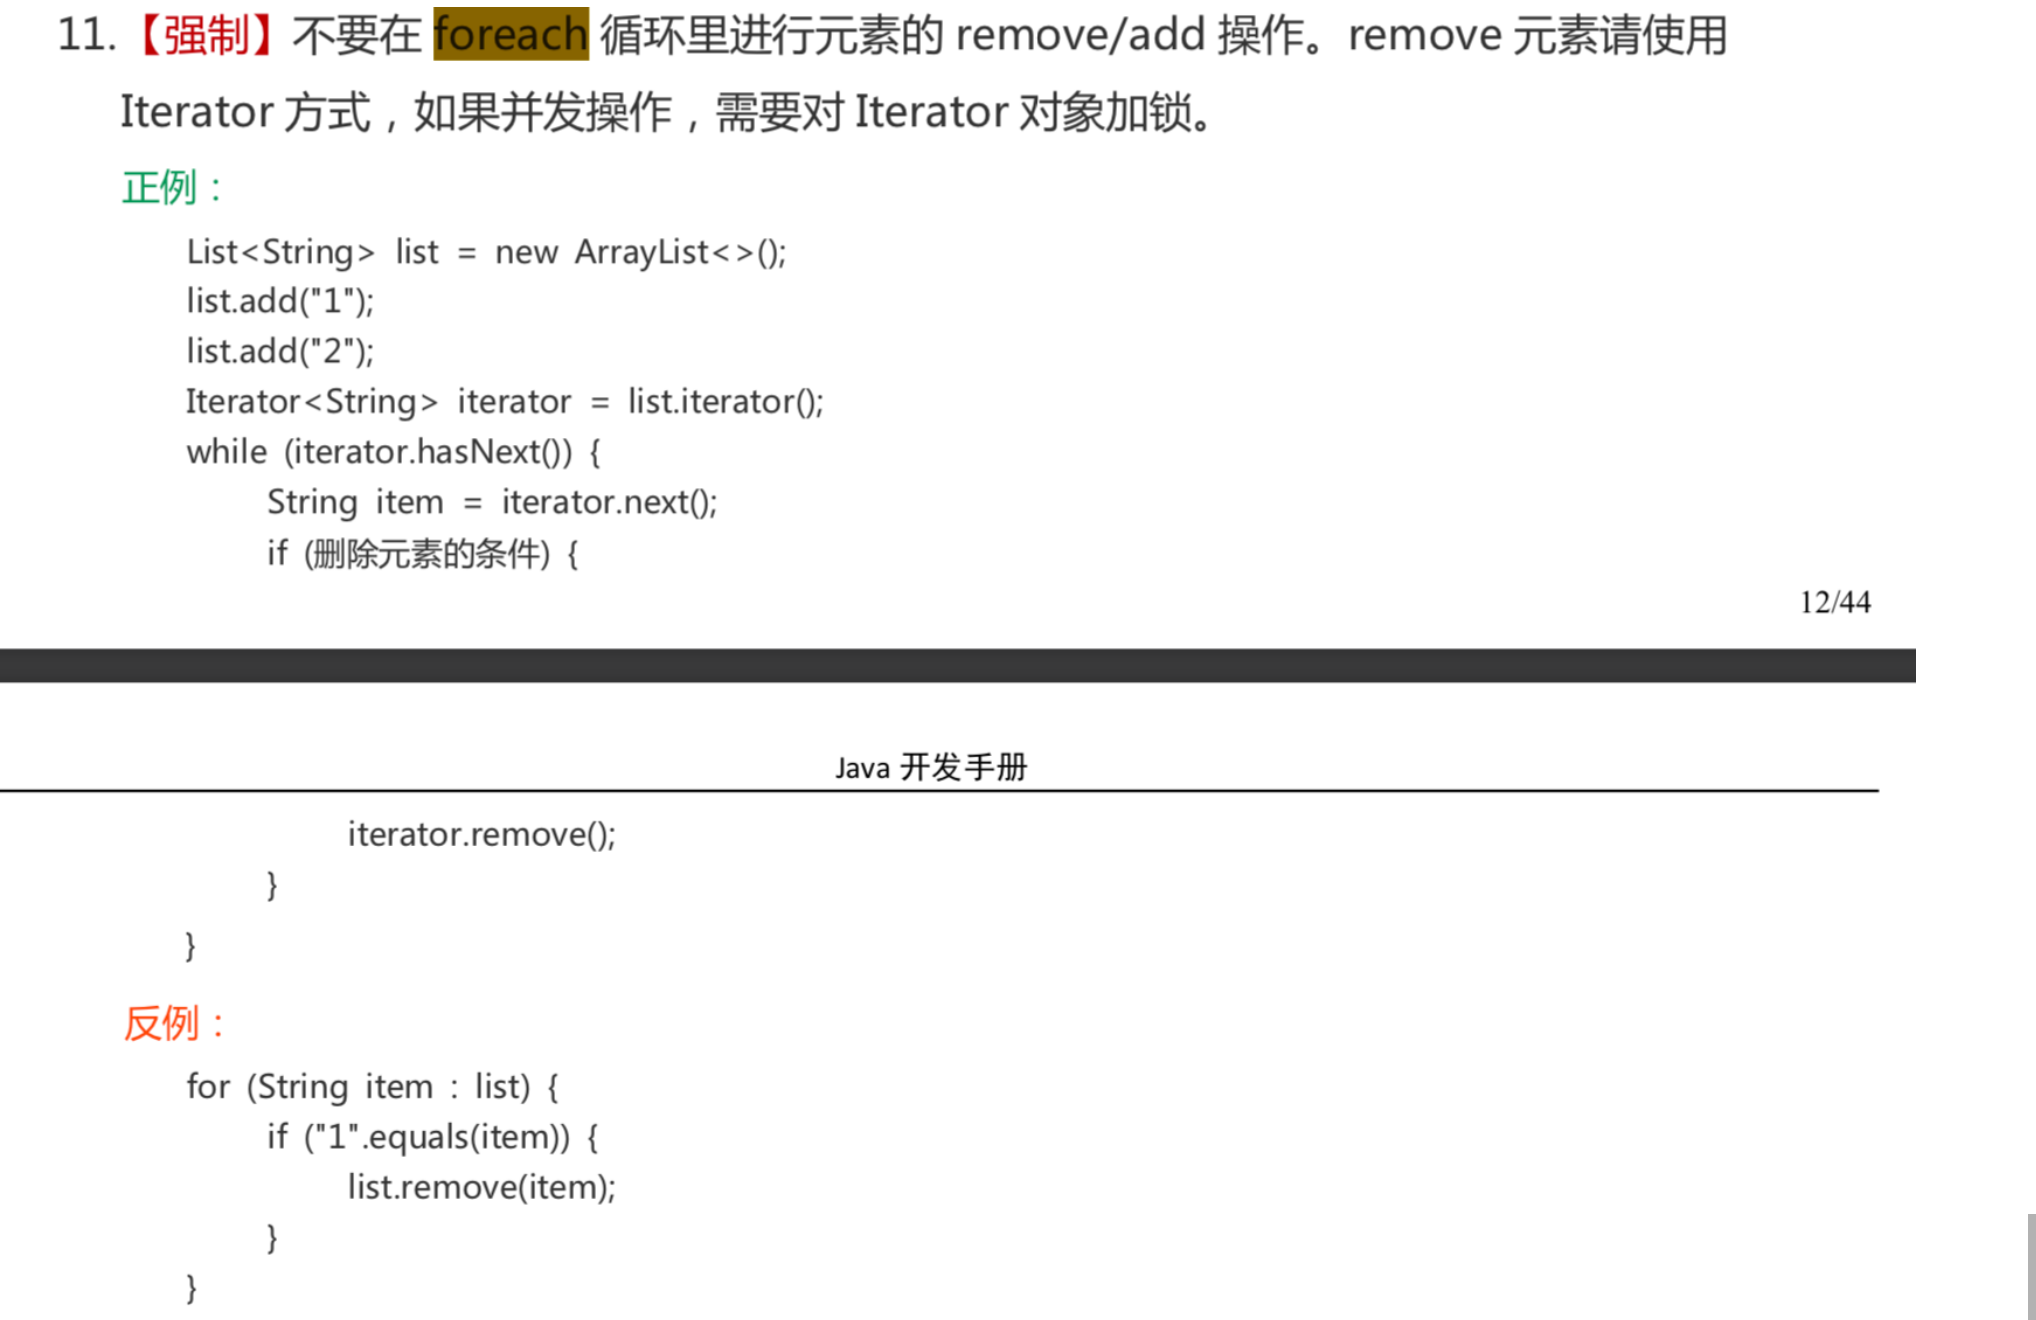 11.【强制】不要在 foreach 循环里进行元素的 remove/add 操作。remove 元素请使用
Iterator 方式，如果并发操作，需要对 Iterator 对象加锁。
正例：
List<String> list = new ArrayList<>();
list.add("1");
list.add("2");
Iterator<String> iterator = list.iterator();
while (iterator.hasNext()) {
String item = iterator.next();
if (删除元素的条件) {
12/44
Java 开发手册
iterator.remove();
}
}
反例：
for (String item : list) {
if ("1".equals(item)) {
list.remove(item);
}
}